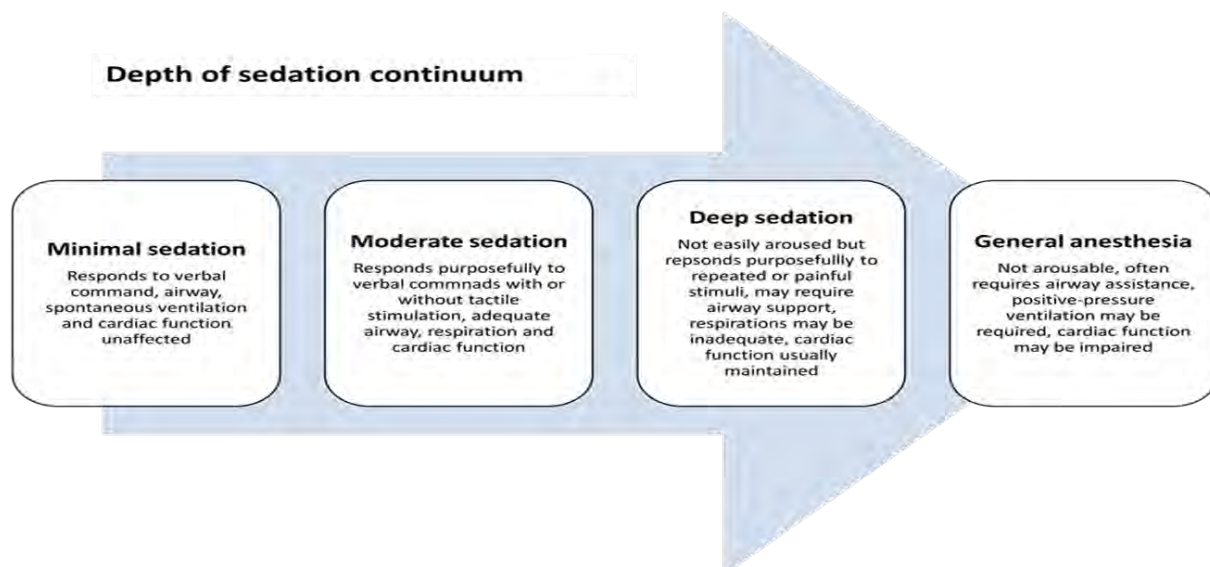 Depth of sedation continuum
Minimal sedation
Responds to verbal
command, airway,
spontaneous ventilation
and cardiac function
unaffected
Moderate sedation
Responds purposefully to
verbal commnads with or
without tactile
stimulation, adequate
airway, respiration and
cardiac function
Deep sedation
Not easily aroused but
repsonds purposefullly to
repeated or painful
stimuli, may require
airway support,
respirations may be
inadequate, cardiac
function usually
maintained
General anesthesia
Not arousable, often
requires airway assistance,
positive-pressure
ventilation may be
required, cardiac function
may be impaired